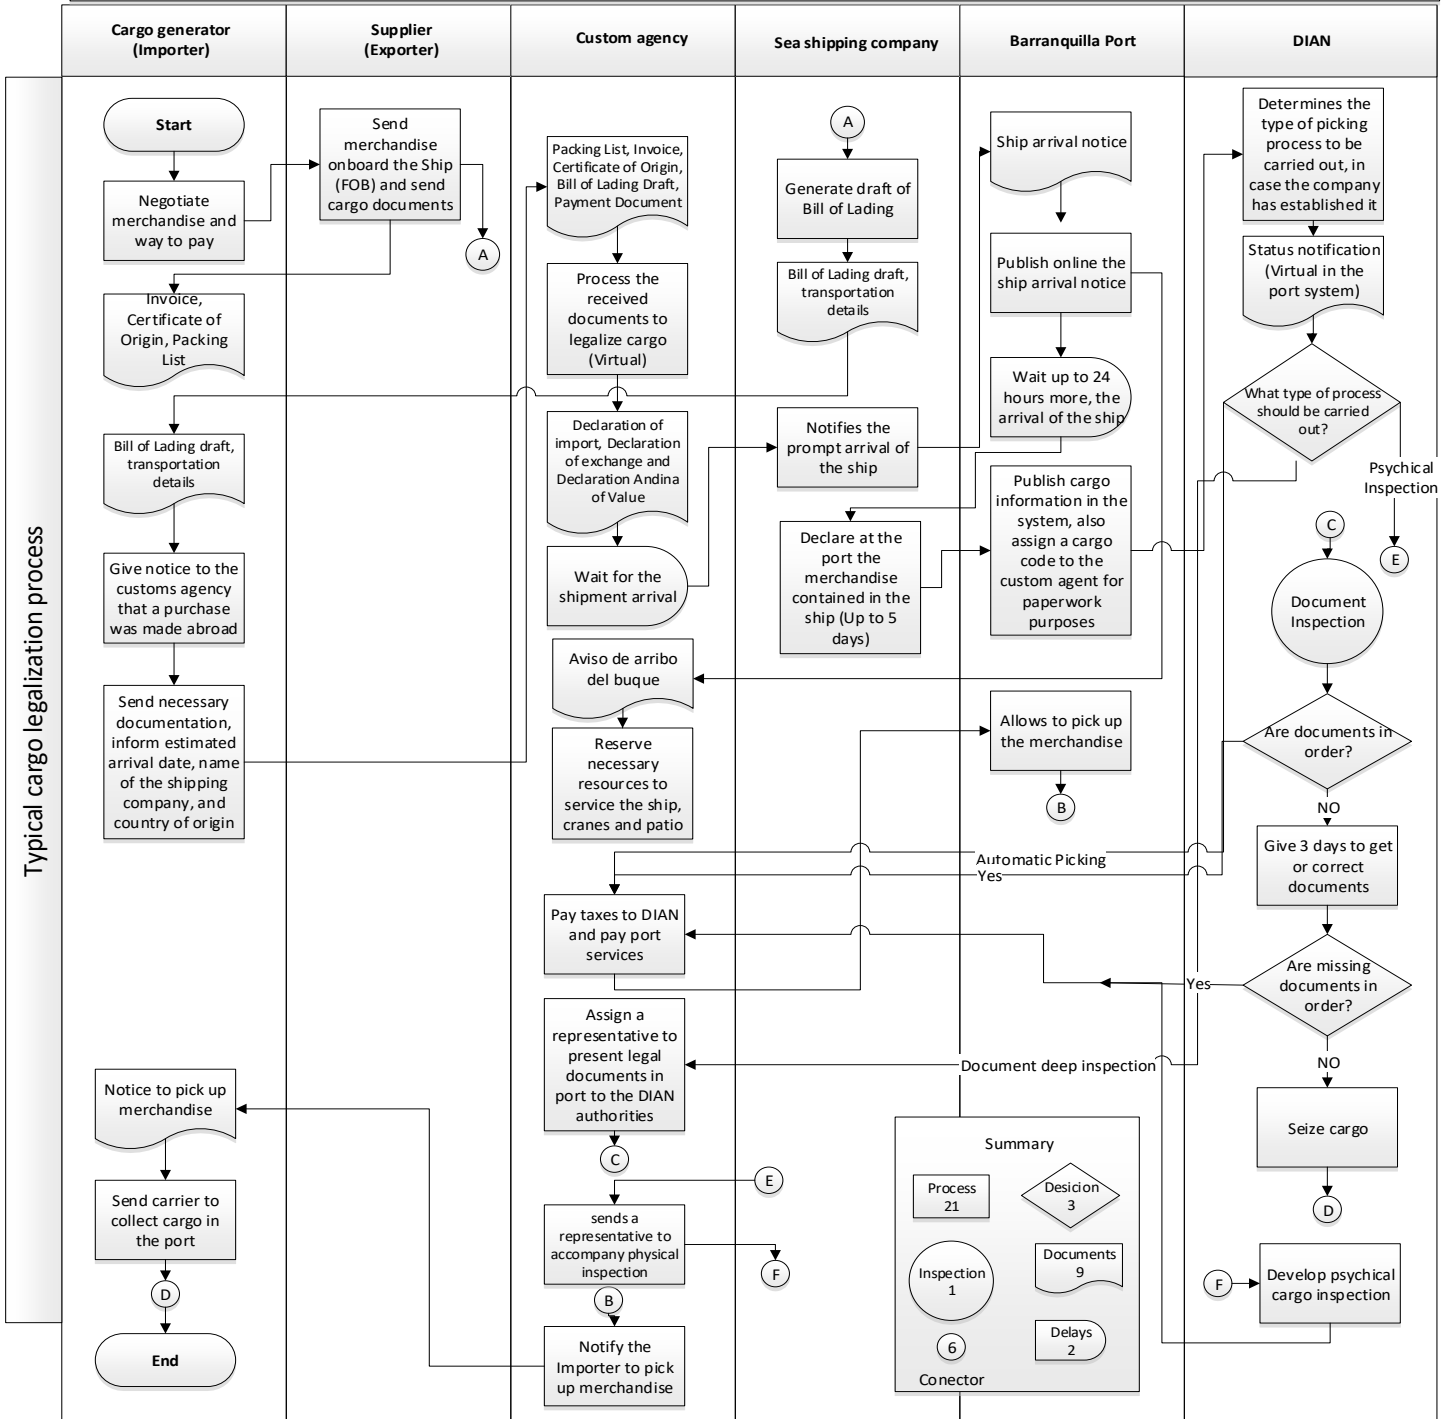 Cargo generator
(Importer)
Supplier
(Exporter)
Custom agency
Sea shipping company
Barranquilla Port
DIAN
Typical cargo legalization process
Start
Negotiate
merchandise and
way to pay
Invoice,
Certificate of
Origin, Packing
List
Bill of Lading draft,
transportation
details
Give notice to the
customs agency
that a purchase
was made abroad
Send necessary
documentation,
inform estimated
arrival date, name
of the shipping
company, and
country of origin
Notice to pick up
merchandise
Send carrier to
collect cargo in
the port
D
End
Send
merchandise
onboard the Ship
(FOB) and send
cargo documents
A
Packing List, Invoice,
Certificate of Origin,
Bill of Lading Draft,
Payment Document
Process the
received
documents to
legalize cargo
(Virtual)
Declaration of
import, Declaration
of exchange and
Declaration Andina
of Value
Wait for the
shipment arrival
Aviso de arribo
del buque
Reserve
necessary
resources to
service the ship,
cranes and patio
Pay taxes to DIAN
and pay port
services
Assign a
representative to
present legal
documents in
port to the DIAN
authorities
C
sends a
representative to
accompany physical
inspection
B
Notify the
Importer to pick
up merchandise
A
Generate draft of
Bill of Lading
Bill of Lading draft,
transportation
details
Notifies the
prompt arrival of
the ship
Declare at the
port the
merchandise
contained in the
ship (Up to 5
days)
E
F
Ship arrival notice
Publish online the
ship arrival notice
Wait up to 24
hours more, the
arrival of the ship
Publish cargo
information in the
system, also
assign a cargo
code to the
custom agent for
paperwork
purposes
Allows to pick up
the merchandise
B
Automatic Picking
Yes
Document deep inspection
Determines the
type of picking
process to be
carried out, in
case the company
has established it
Status notification
(Virtual in the
port system)
What type of process
should be carried
out?
Psychical
Inspection
E
C
Document
Inspection
Are documents in
order?
NO
Give 3 days to get
or correct
documents
Are missing
documents in
order?
Yes
NO
Seize cargo
D
F
Develop psychical
cargo inspection
Summary
Process
21
Desicion
3
Inspection
1
Documents
9
6
Conector
Delays
2